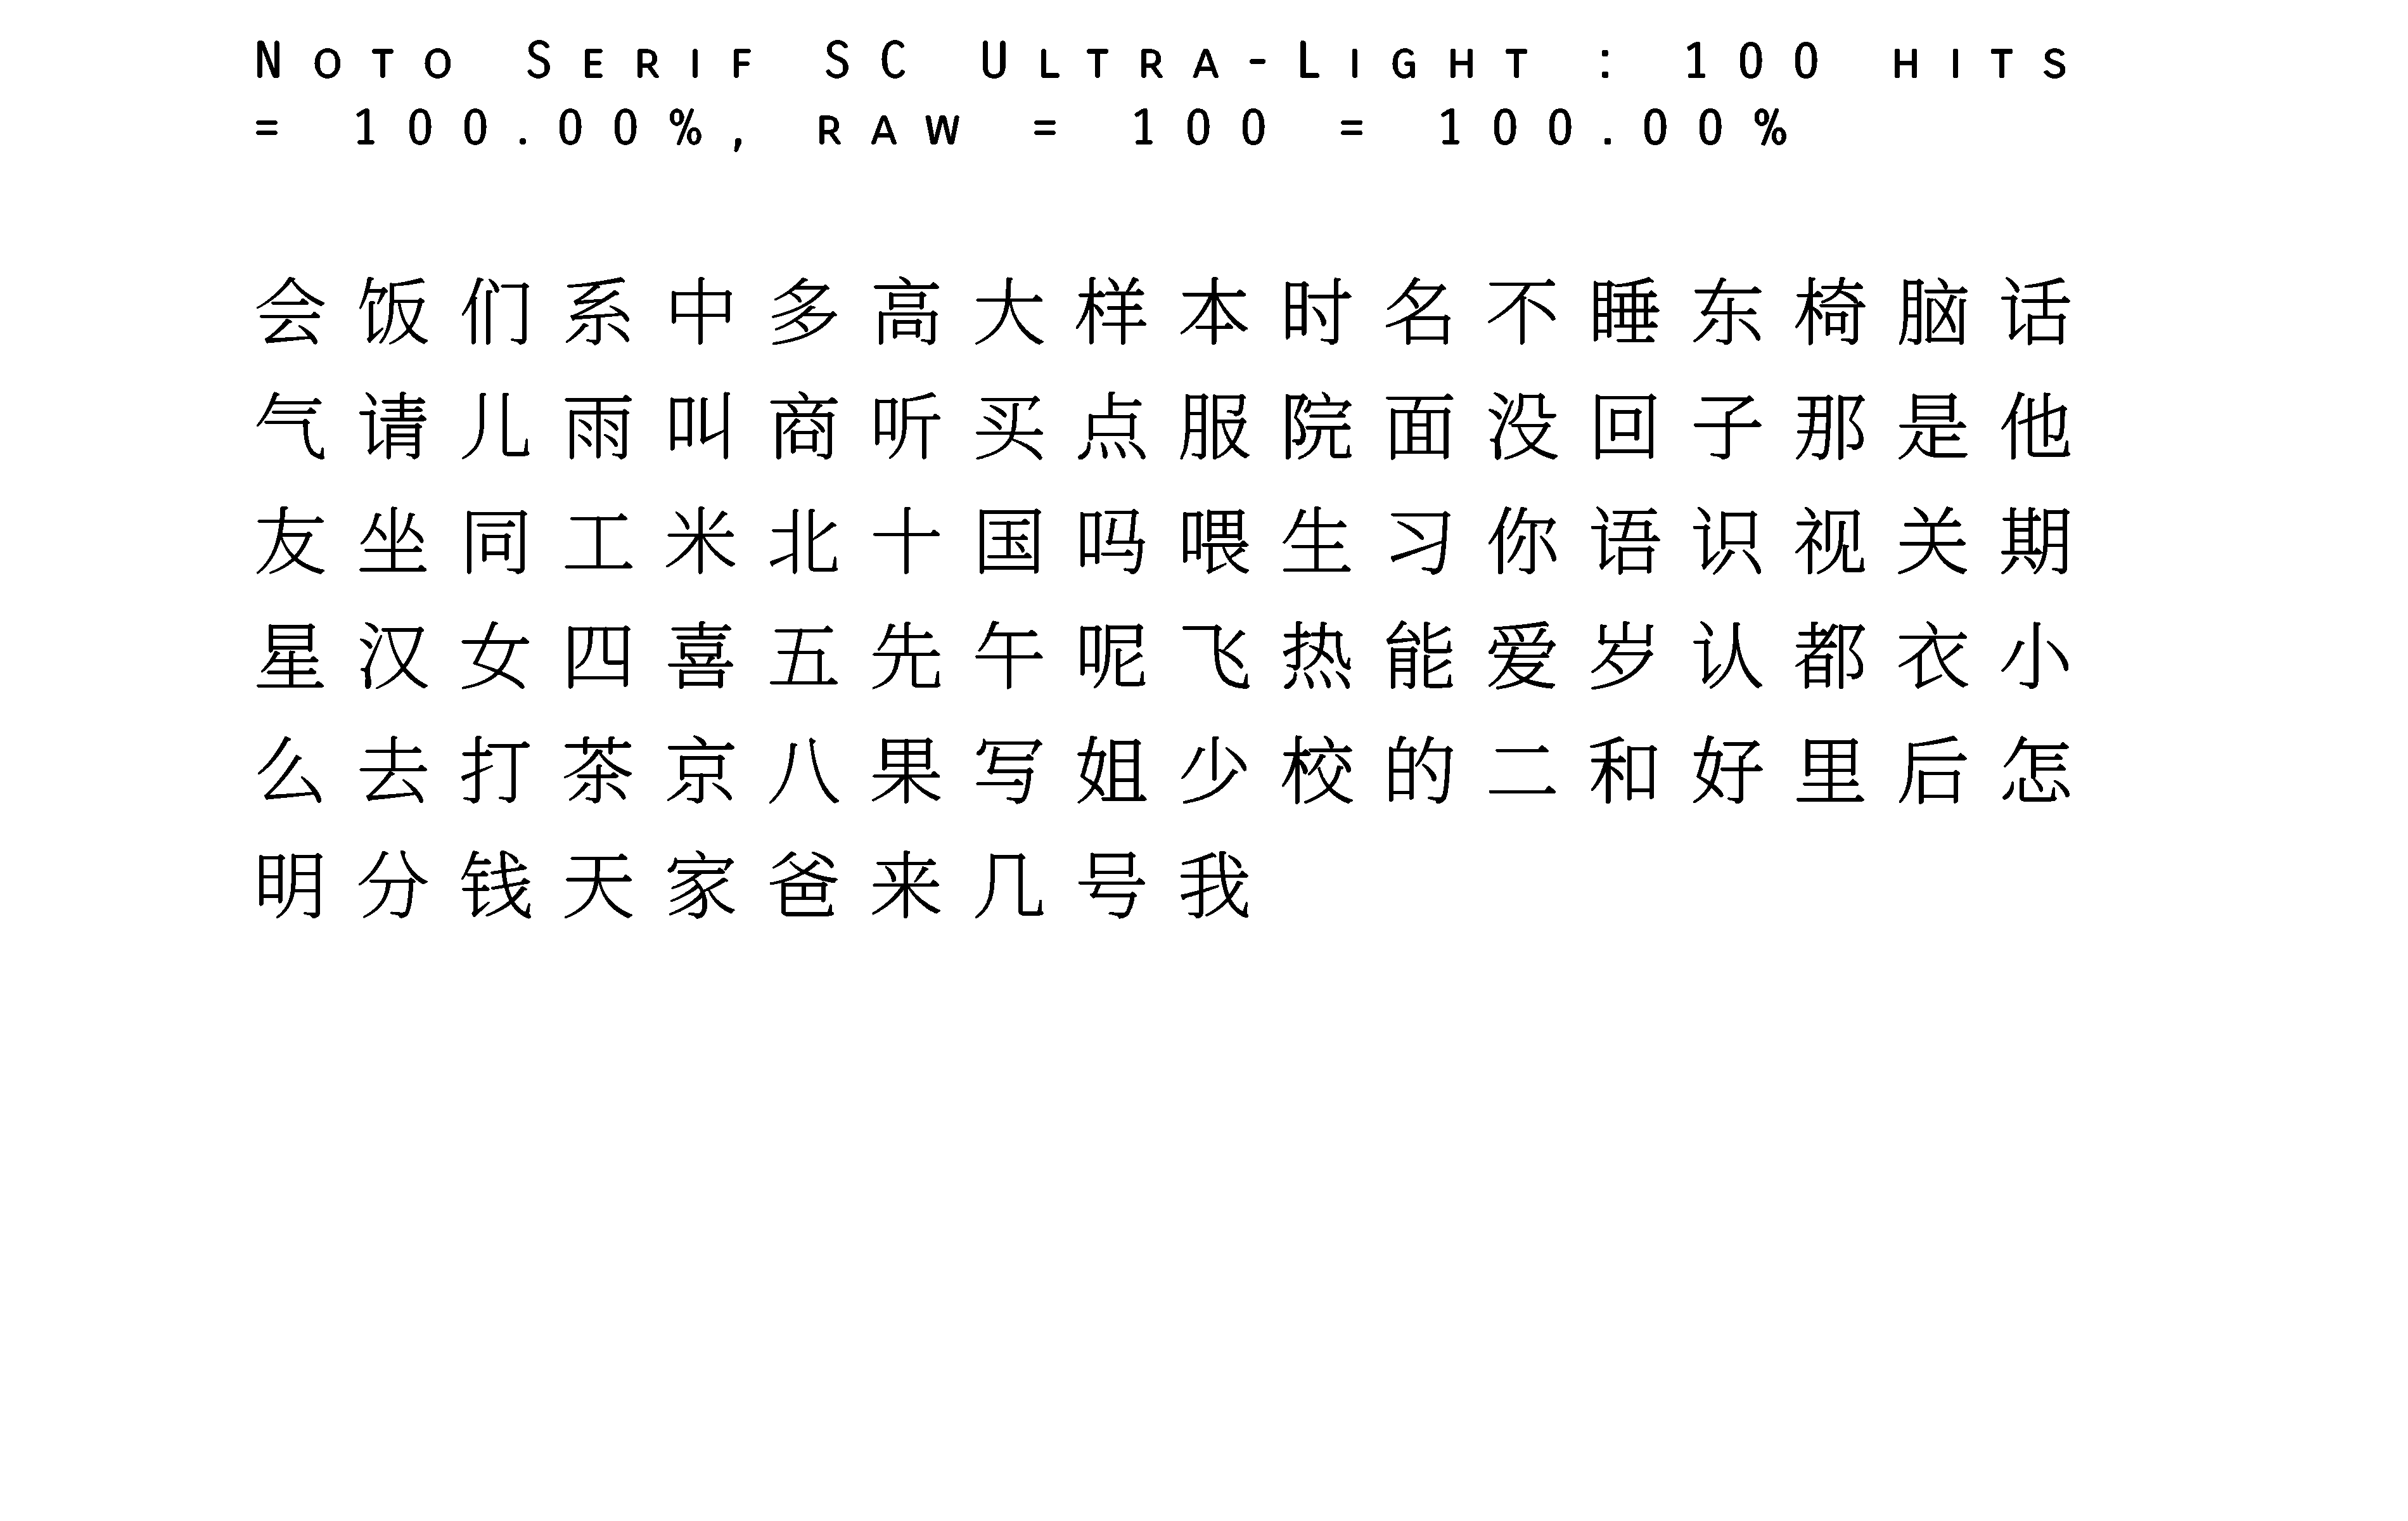 Noto Serif SC Ultra-Light : 100 hits
= 100.00%, raw = 100 = 100.00%
会饭们系中多高大样本时名不睡东椅脑话
气请儿雨叫商听买点服院面没回子那是他
友坐同工米北十国吗喂生习你语识视关期
星汉女四喜五先午呢飞热能爱岁认都衣小
么去打茶京八果写姐少校的二和好里后怎
明分钱天家爸来几号我